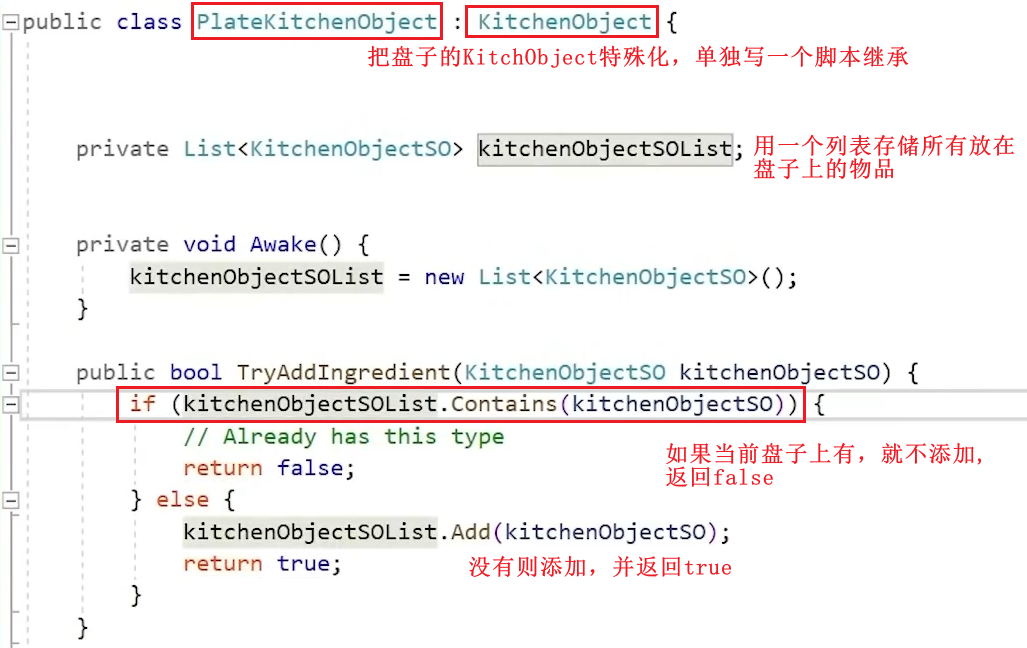 public class PlateKitchenObject : KitchenObject {
把盘子的KitchObject特殊化，单独写一个脚本继承
private List<KitchenObjectSO> kitchenObjectSOList;
用一个列表存储所有放在
盘子上的物品
private void Awake() {
kitchenObjectSOList = new List<KitchenObjectSO>();
}
public bool TryAddIngredient(KitchenObjectSO kitchenObjectSO) {
if (kitchenObjectSOList.Contains(kitchenObjectSO)) {
// Already has this type
如果当前盘子上有，就不添加,
return false;
返回false
} else {
kitchenObjectSOList.Add(kitchenObjectSO);
return true;
没有则添加，并返回true
}
}